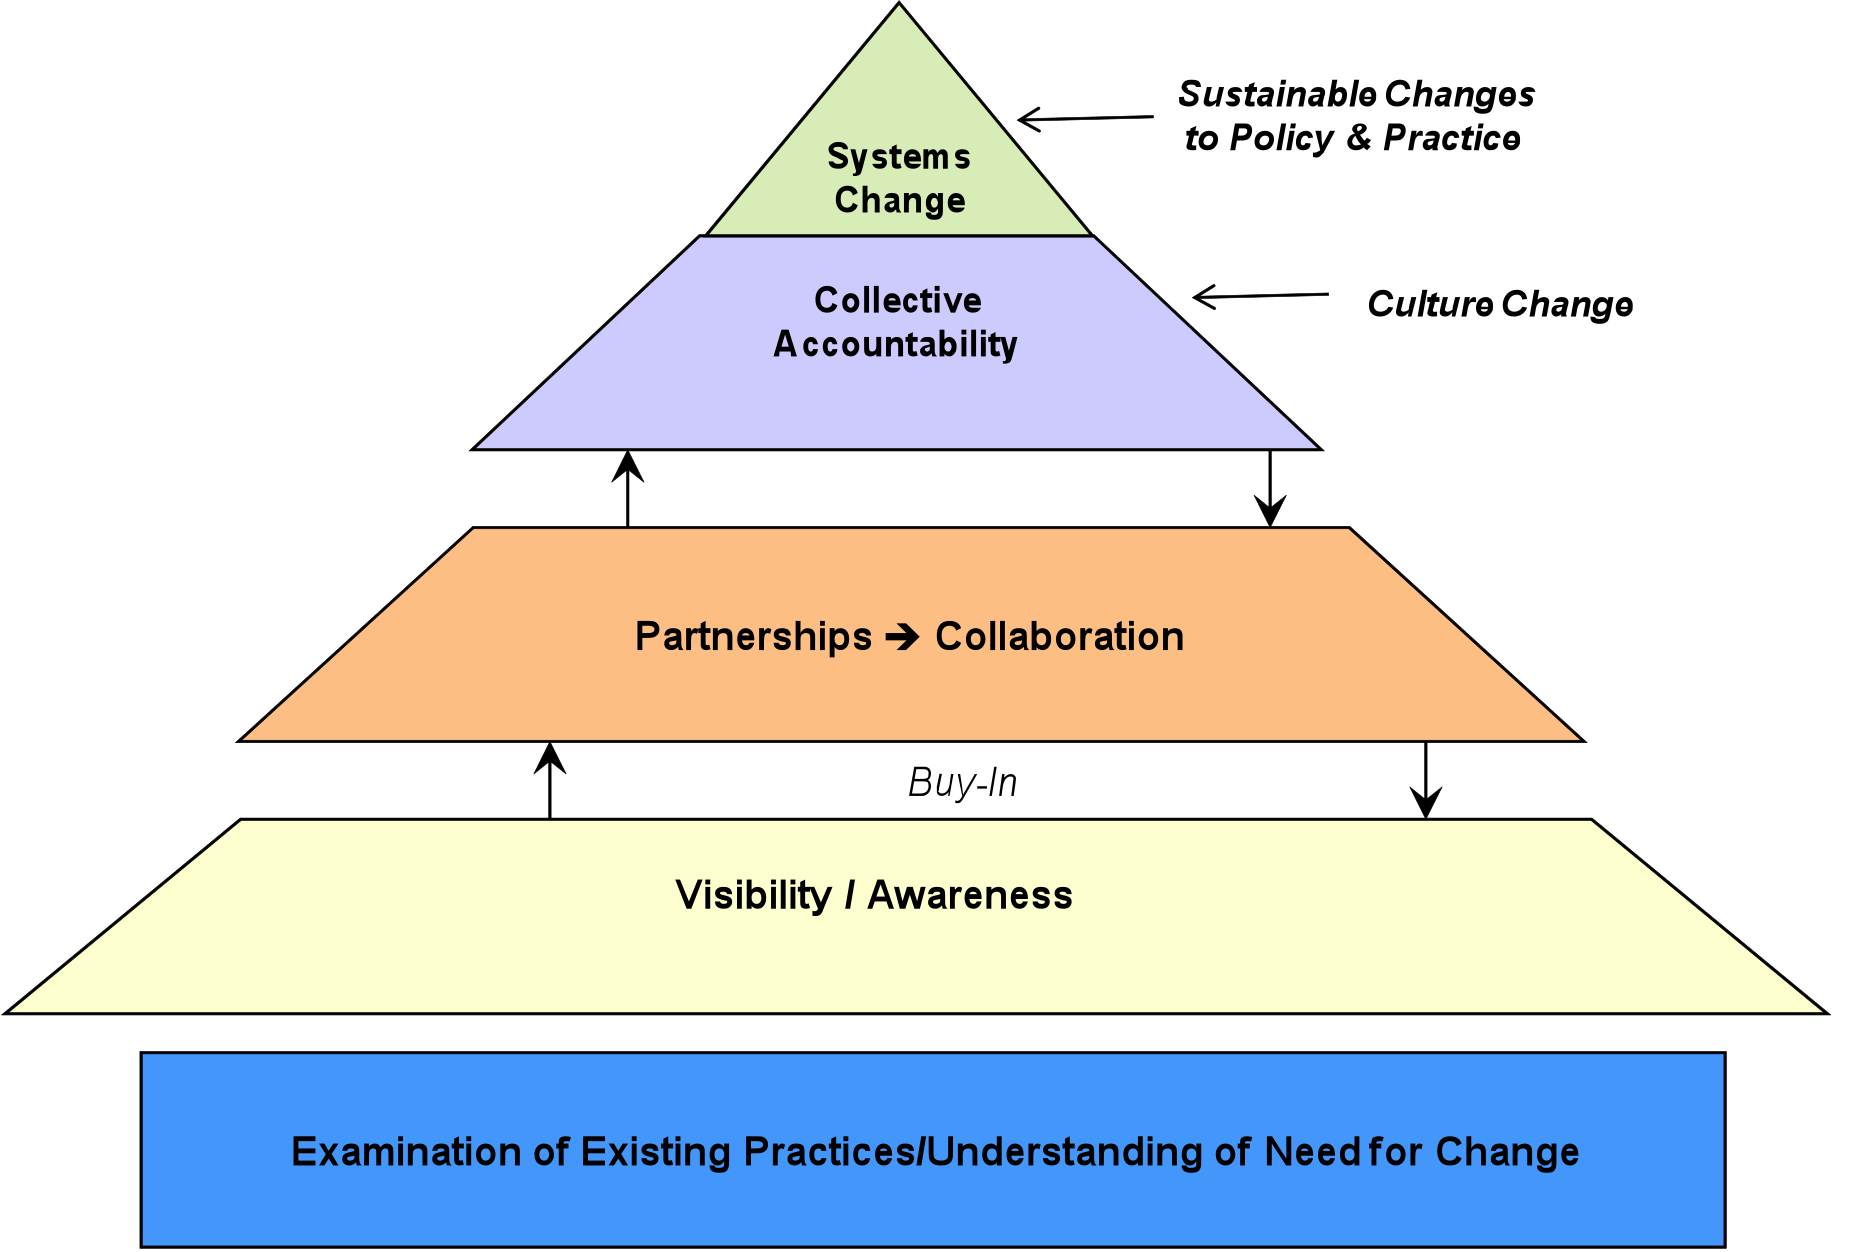 Sustainable Changes
to Policy & Practice
Systems
Change
Collective
Accountability
Culture Change
Partnerships ➔ Collaboration
Buy-In
Visibility / Awareness
Examination of Existing Practices/Understanding of Need for Change